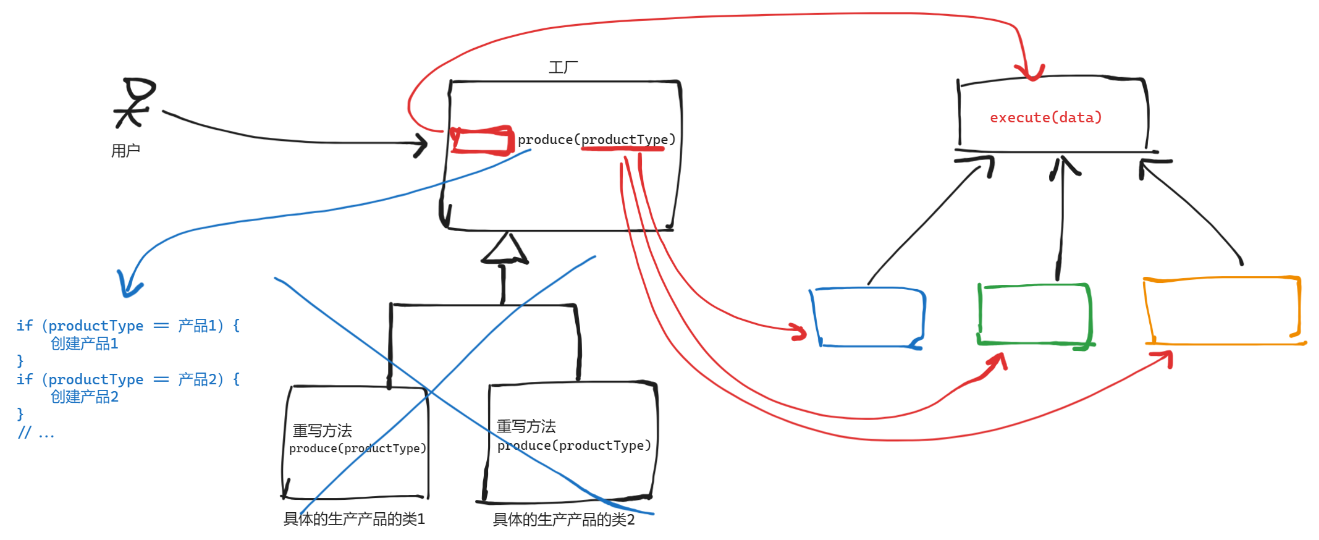 工厂
execute(data)
produce(productType)
用户
if (productType == 产品1) {
创建产品1
}
if (productType == 产品2) {
创建产品2
}
// ...
重写方法
produce(productType)
重写方法
produce(productType)
具体的生产产品的类1
具体的生产产品的类2